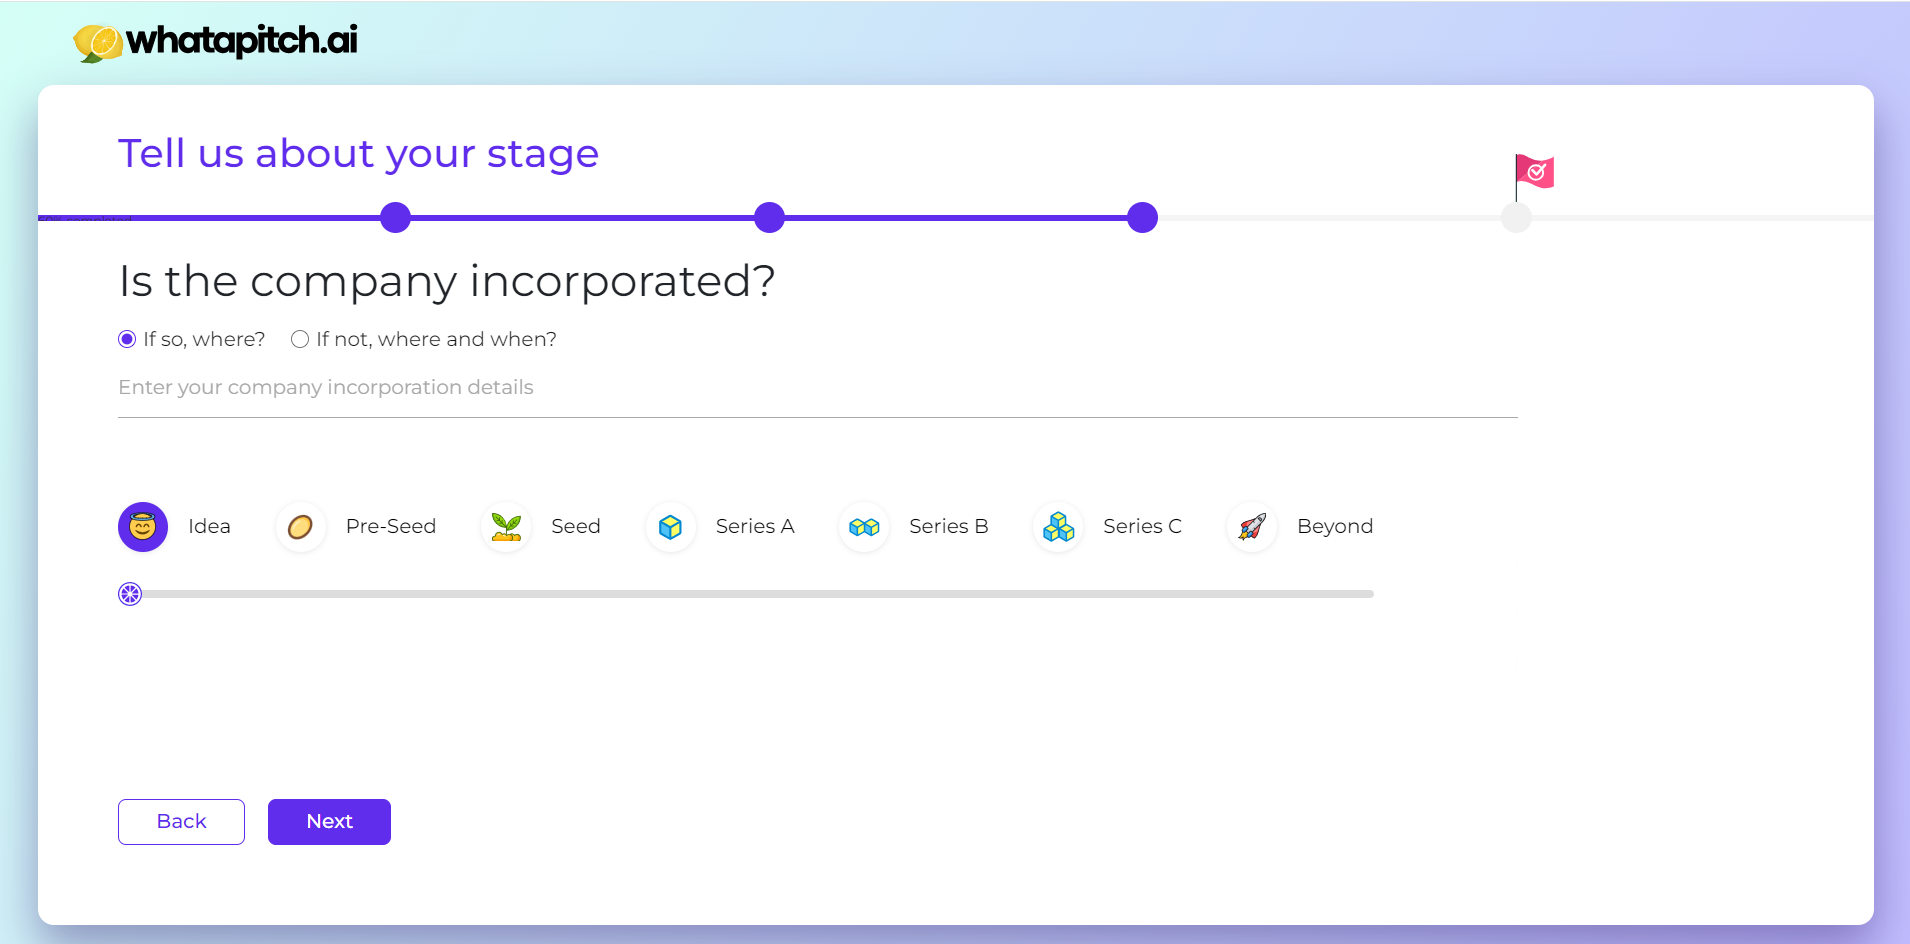 whatapitch.ai
Tell us about your stage
Is the company incorporated?
If so, where? If not, where and when?
Enter your company incorporation details
Idea Pre-Seed Seed Series A Series B Series C Beyond
Back Next